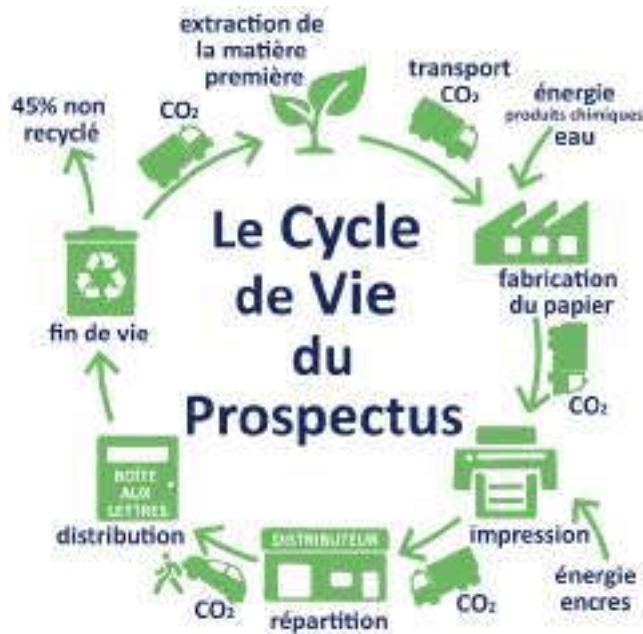 extraction de
la matière
première
transport
CO₂
énergie
produits chimiques
eau
fabrication
du papier
CO₂
impression
énergie
encres
CO₂
DISTRIBUTEUR
répartition
CO₂
BOÎTE
AUX
LETTRES
distribution
fin de vie
45% non
recyclé
CO₂
Le Cycle
de Vie
du
Prospectus